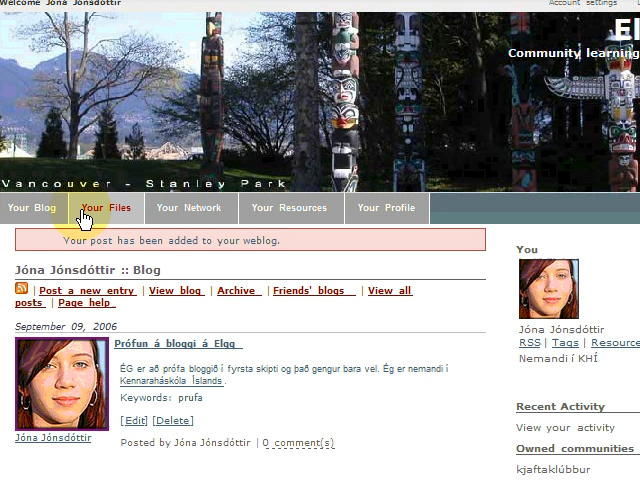 Welcome Jóna Jónsdóttir
Account settings
El
Community learning
Vancouver - Stanley Park
Your Blog
Your Files
Your Network
Your Resources
Your Profile
Your post has been added to your weblog.
Jóna Jónsdóttir :: Blog
| Post a new entry | View blog | Archive | Friends' blogs | View all
posts | Page help
September 09, 2006
Prófun á bloggi á Elgg
ÉG er að prófa bloggið í fyrsta skipti og það gengur bara vel. Ég er nemandi í
Kennaraháskóla Íslands.
Keywords: prufa
[Edit] [Delete]
Posted by Jóna Jónsdóttir | 0 comment(s)
Jóna Jónsdóttir
You
Jóna Jónsdóttir
RSS | Tags | Resource
Nemandi í KHÍ
Recent Activity
View your activity
Owned communities
kjaftaklúbbur